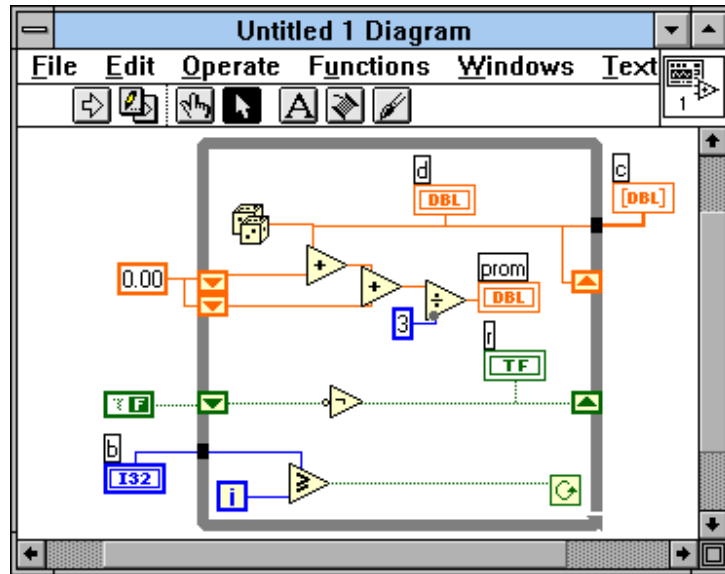 Untitled 1 Diagram
File Edit Operate Functions Windows Text
1
A
d
c
DBL
[DBL]
0.00
+
+
÷
prom
DBL
3
r
TF
F
¬
b
I32
i
≥